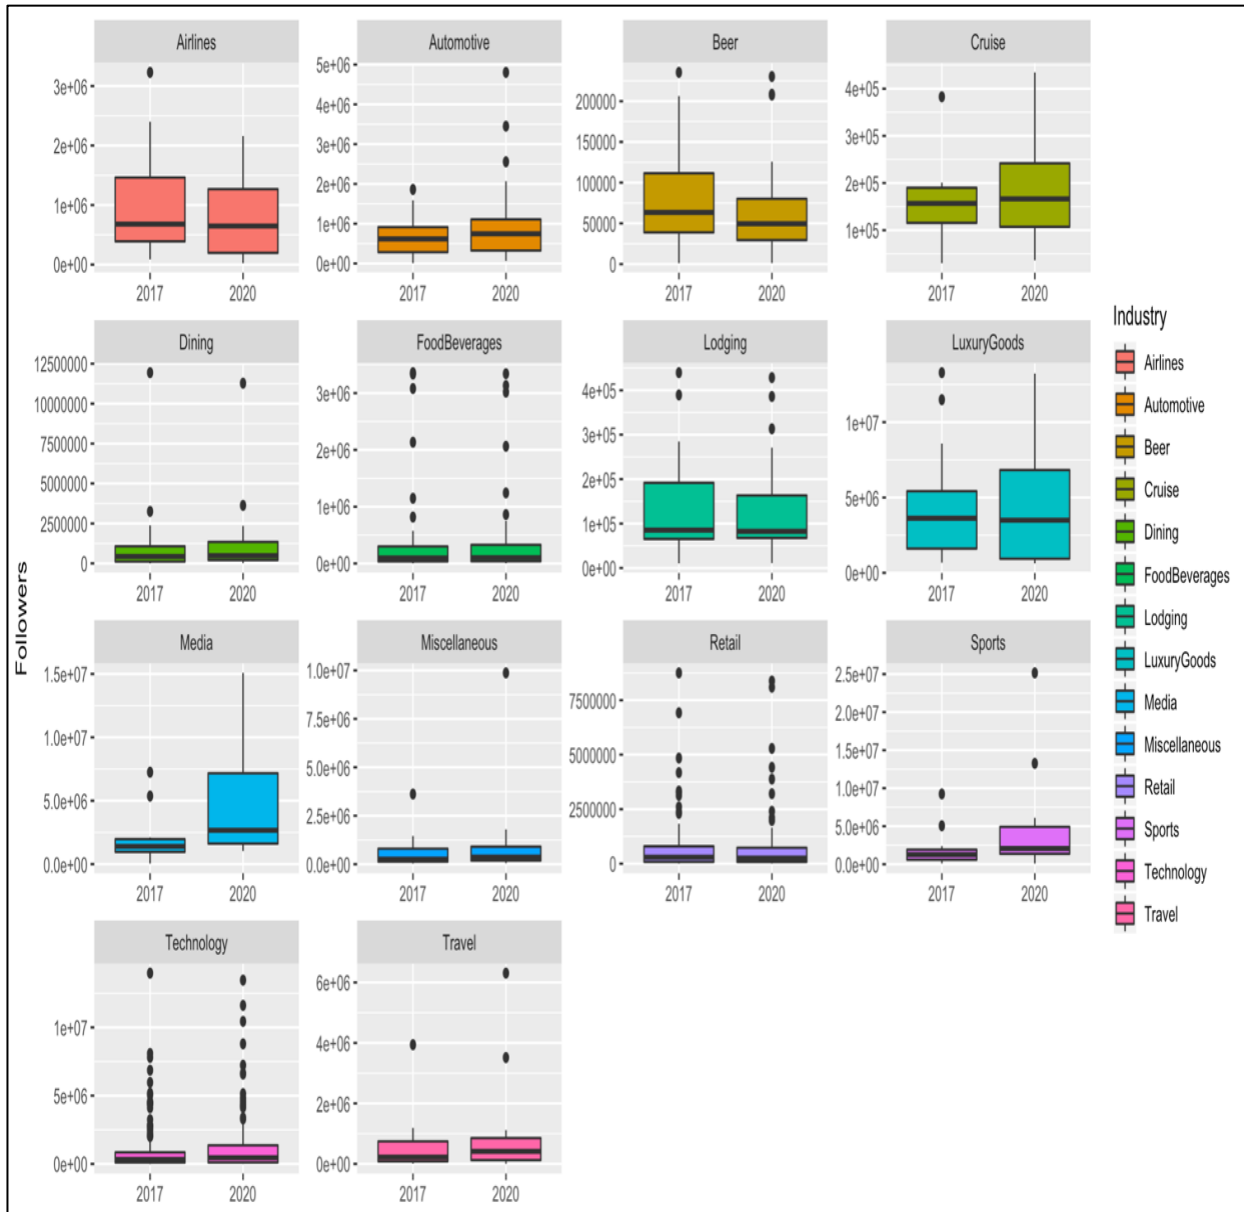 Airlines
Automotive
Beer
Cruise
3e+06
2e+06
1e+06
0e+00
5e+06
4e+06
3e+06
2e+06
1e+06
0e+00
200000
150000
100000
50000
0
4e+05
3e+05
2e+05
1e+05
2017 2020
2017 2020
2017 2020
2017 2020
Dining
FoodBeverages
Lodging
LuxuryGoods
12500000
10000000
7500000
5000000
2500000
0
3e+06
2e+06
1e+06
0e+00
4e+05
3e+05
2e+05
1e+05
0e+00
1e+07
5e+06
0e+00
2017 2020
2017 2020
2017 2020
2017 2020
Followers
Media
Miscellaneous
Retail
Sports
1.5e+07
1.0e+07
5.0e+06
0.0e+00
1.0e+07
7.5e+06
5.0e+06
2.5e+06
0.0e+00
7500000
5000000
2500000
0
2.5e+07
2.0e+07
1.5e+07
1.0e+07
5.0e+06
0.0e+00
2017 2020
2017 2020
2017 2020
2017 2020
Technology
Travel
1e+07
5e+06
0e+00
6e+06
4e+06
2e+06
0e+00
2017 2020
2017 2020
Industry
Airlines
Automotive
Beer
Cruise
Dining
FoodBeverages
Lodging
LuxuryGoods
Media
Miscellaneous
Retail
Sports
Technology
Travel